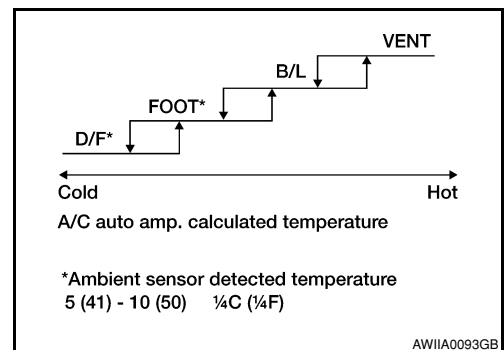 VENT
B/L
FOOT*
D/F*
Cold Hot
A/C auto amp. calculated temperature
*Ambient sensor detected temperature
5 (41) - 10 (50) ¼C (¼F)
AWIIA0093GB